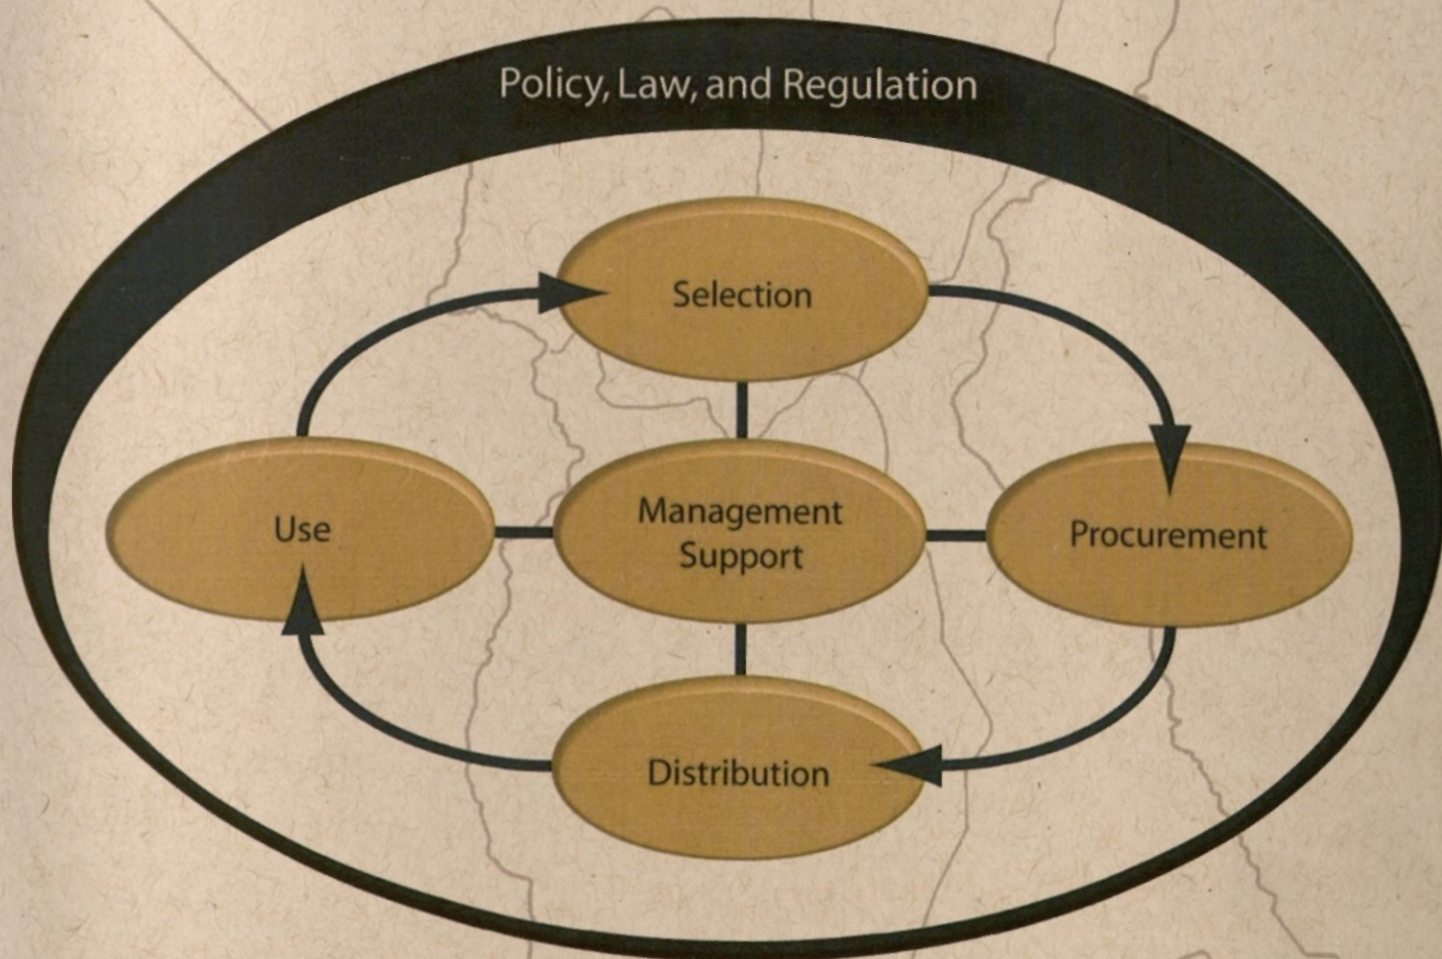 Policy, Law, and Regulation
Selection
Use
Management
Support
Procurement
Distribution